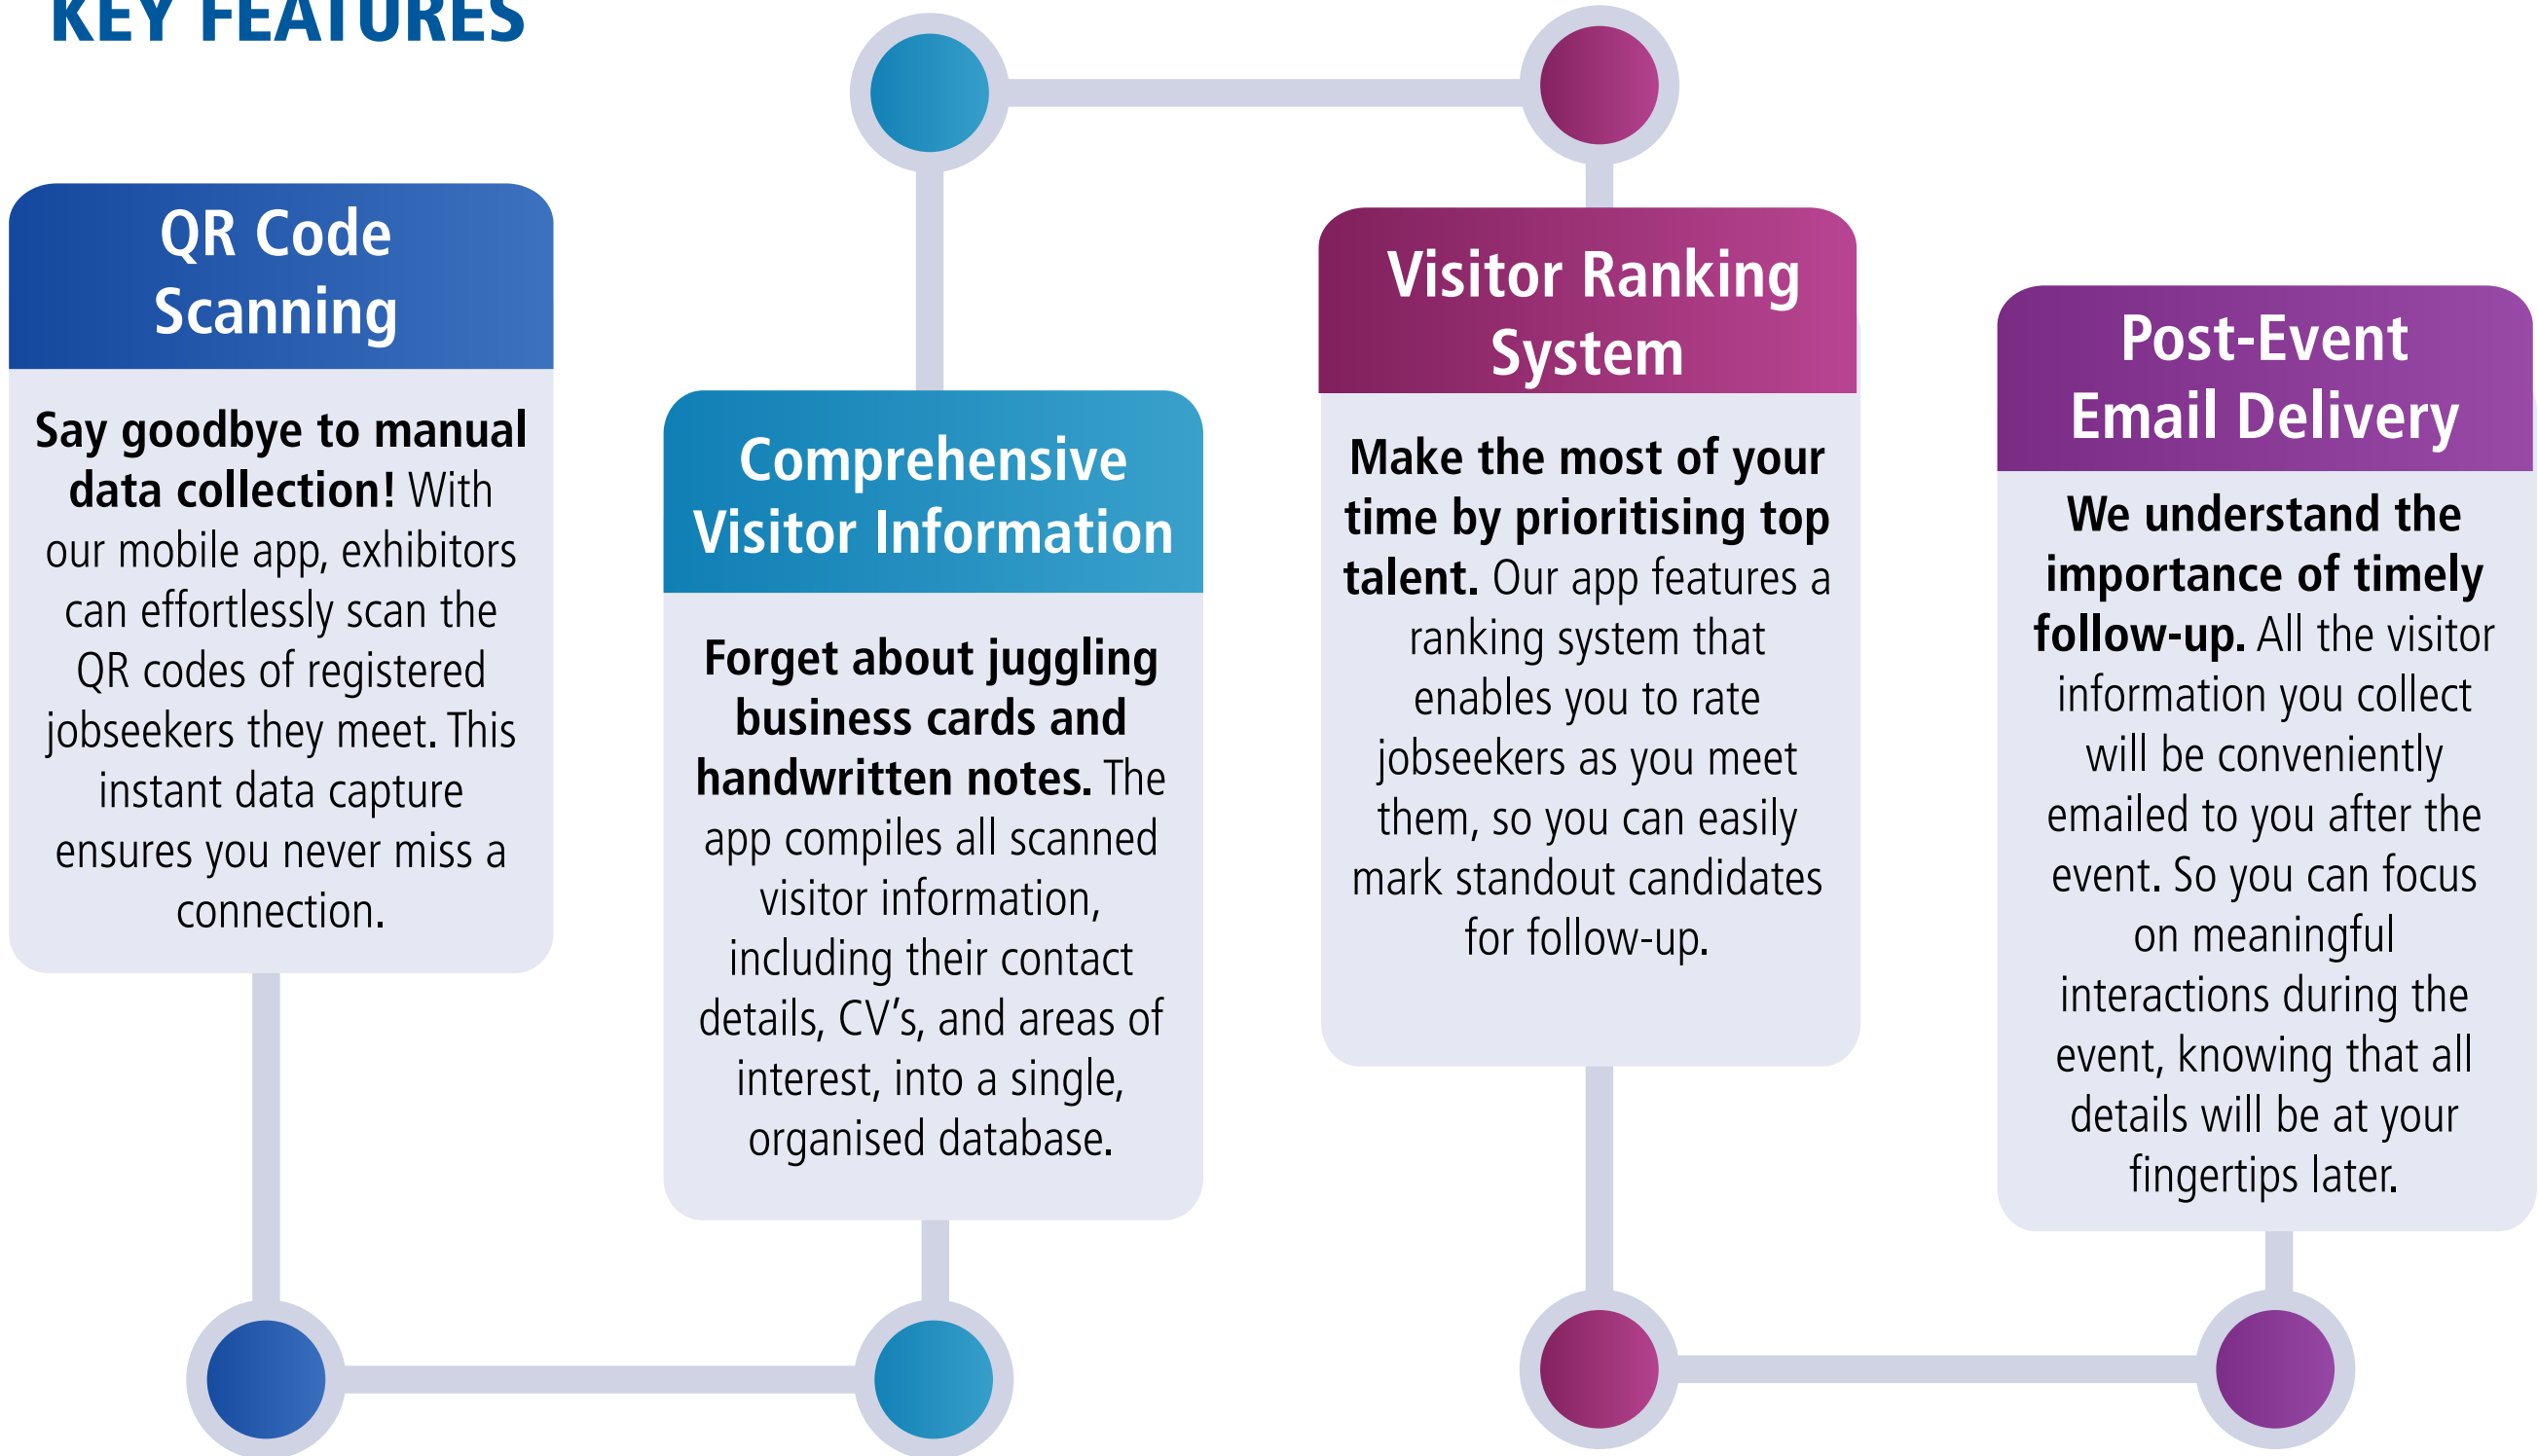 KEY FEATURES
QR Code
Scanning
Say goodbye to manual
data collection! With
our mobile app, exhibitors
can effortlessly scan the
QR codes of registered
jobseekers they meet. This
instant data capture
ensures you never miss a
connection.
Comprehensive
Visitor Information
Forget about juggling
business cards and
handwritten notes. The
app compiles all scanned
visitor information,
including their contact
details, CV’s, and areas of
interest, into a single,
organised database.
Visitor Ranking
System
Make the most of your
time by prioritising top
talent. Our app features a
ranking system that
enables you to rate
jobseekers as you meet
them, so you can easily
mark standout candidates
for follow-up.
Post-Event
Email Delivery
We understand the
importance of timely
follow-up. All the visitor
information you collect
will be conveniently
emailed to you after the
event. So you can focus
on meaningful
interactions during the
event, knowing that all
details will be at your
fingertips later.